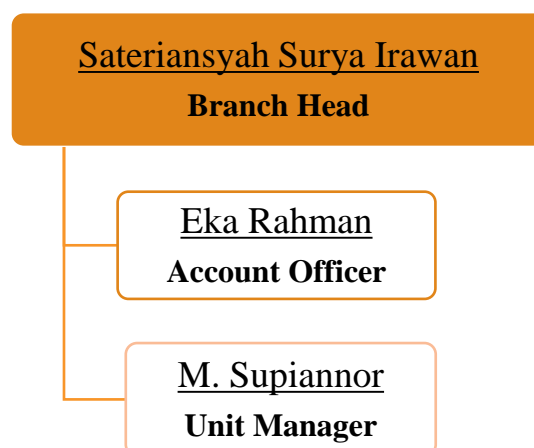 Sateriansyah Surya Irawan
Branch Head
Eka Rahman
Account Officer
M. Supiannor
Unit Manager